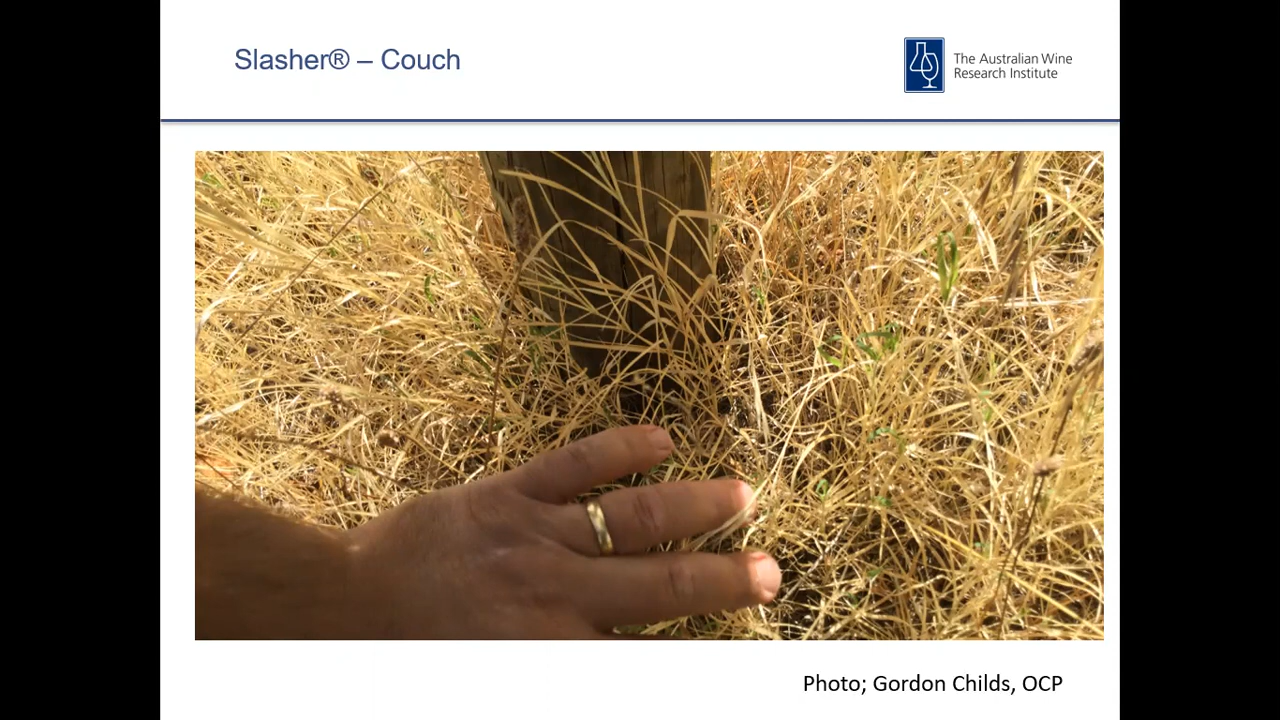 Slasher® – Couch
The Australian Wine
Research Institute
Photo; Gordon Childs, OCP